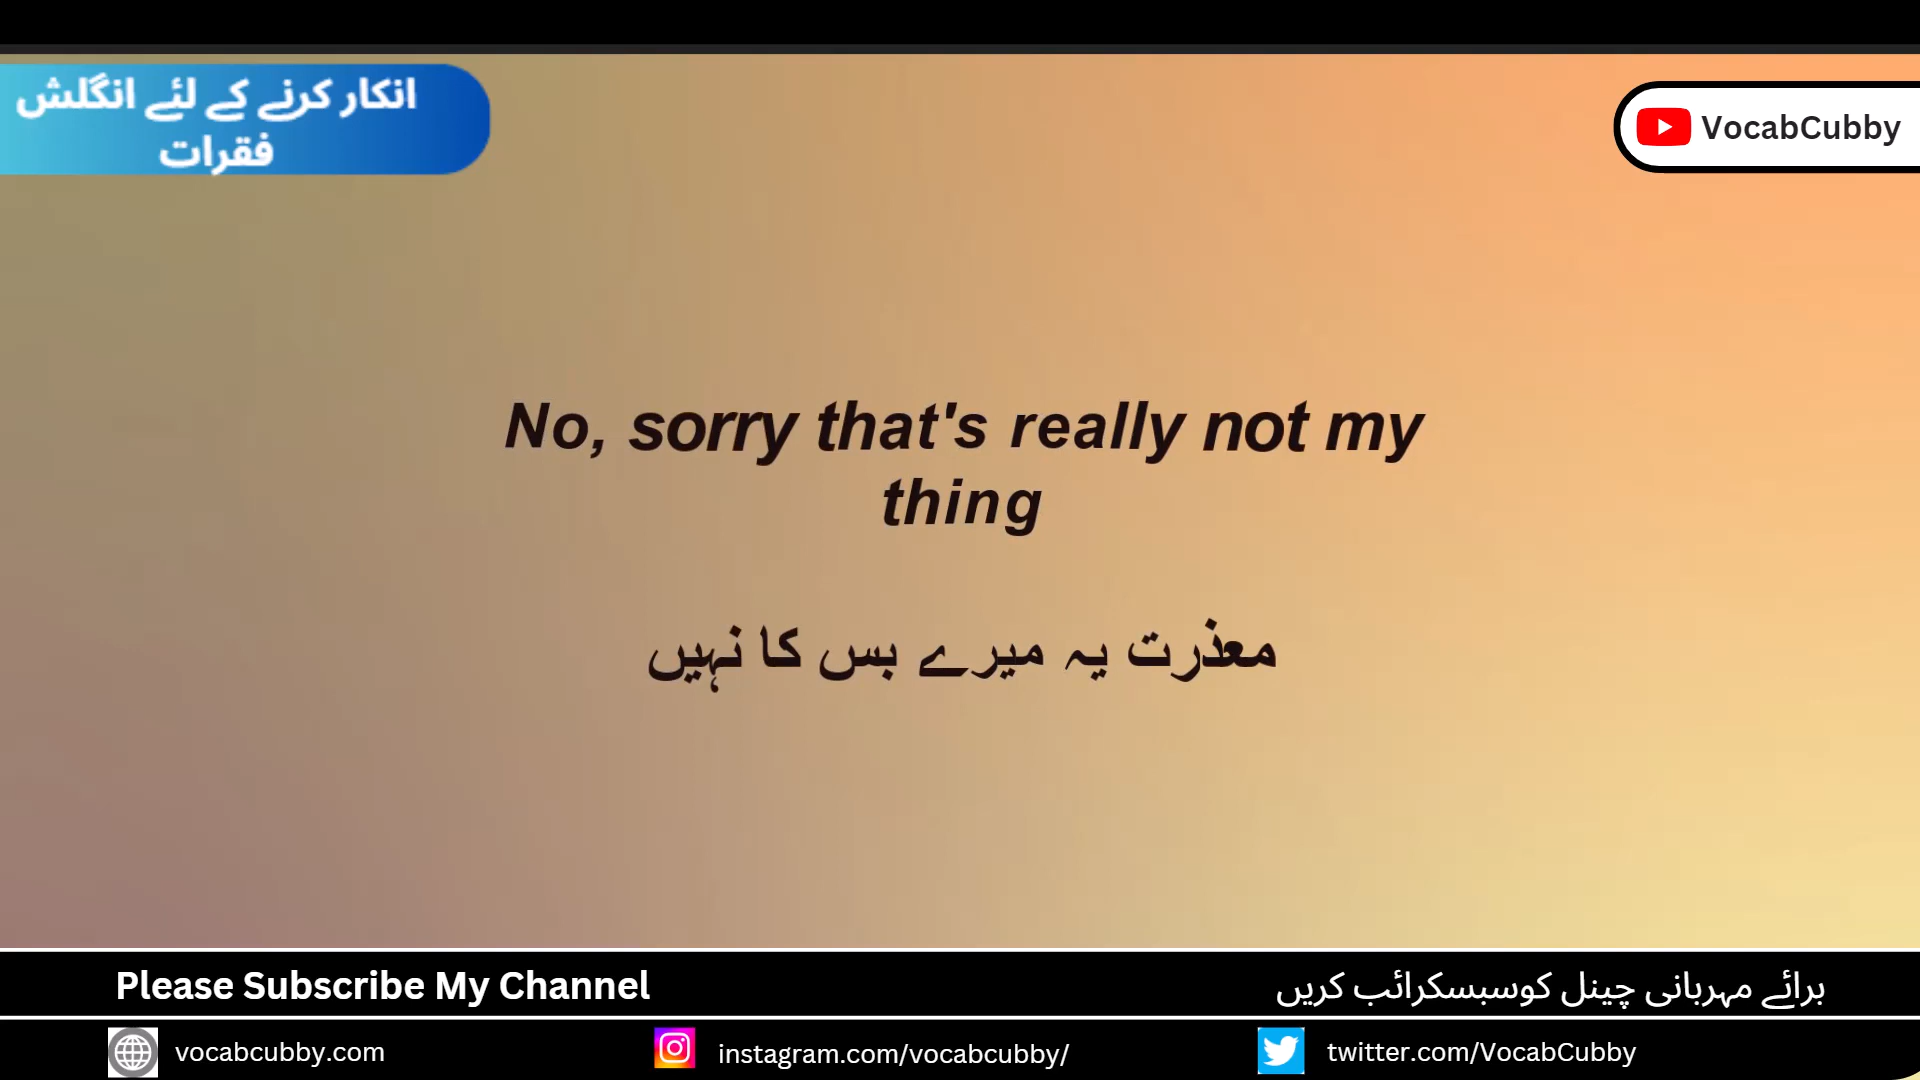 انکار کرنے کے لئے انگلش
فقرات
VocabCubby
No, sorry that's really not my
thing
معذرت یہ میرے بس کا نہیں
Please Subscribe My Channel
برائے مہربانی چینل کوسبسکرائب کریں
vocabcubby.com
instagram.com/vocabcubby/
twitter.com/VocabCubby